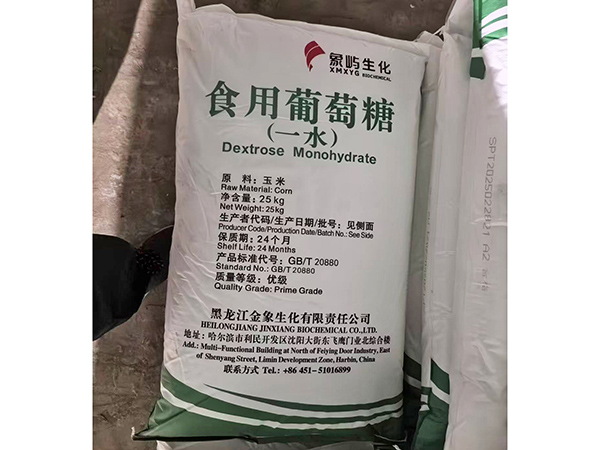 象屿生化
XMXYG BIOCHEMICAL
食用葡萄糖
(一水)
Dextrose Monohydrate
原 料：玉米
Raw Material: Corn
净含量：25kg
Net Weight: 25kg
生产者代码/生产日期/批号：见侧面
Producer Code/Production Date/Batch No.: See Side
保质期：24个月
Shelf Life: 24 Months
产品标准代号：GB/T 20880
Standard No.: GB/T 20880
质量等级：优级
Quality Grade: Prime Grade
黑龙江金象生化有限责任公司
HEILONGJIANG JINXIANG BIOCHEMICAL CO.,LTD.
地址：哈尔滨市利民开发区沈阳大街东飞鹰门业北综合楼
Add.: Multi-Functional Building at North of Feiying Door Industry, East
of Shenyang Street, Limin Development Zone, Harbin, China
联系方式 Tel.: +86 451-51016899